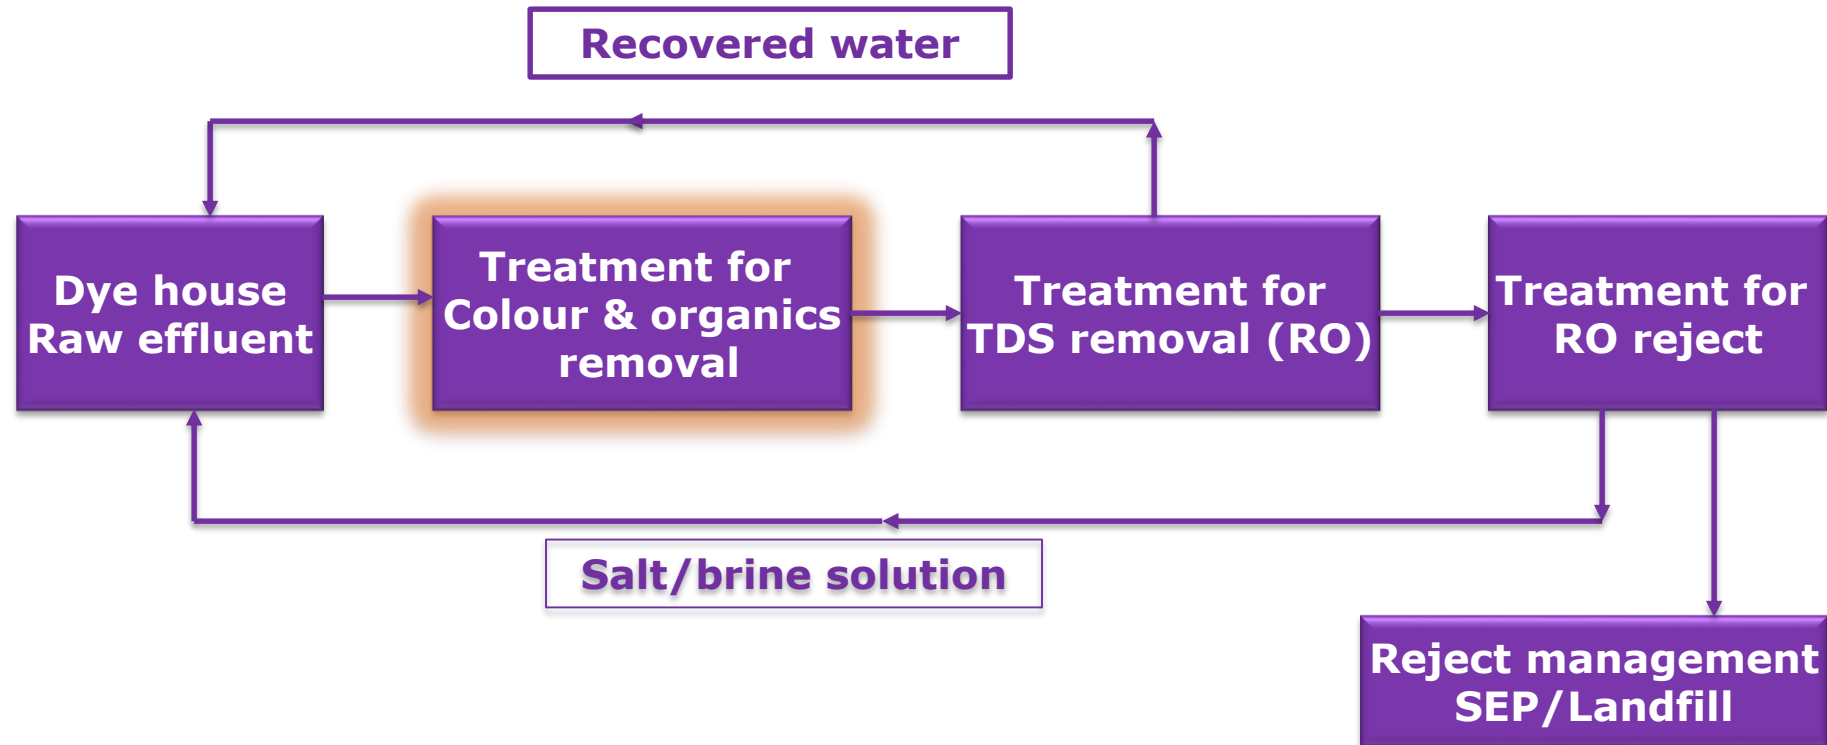 Recovered water
Dye house
Raw effluent
Treatment for
Colour & organics
removal
Treatment for
TDS removal (RO)
Treatment for
RO reject
Salt/brine solution
Reject management
SEP/Landfill